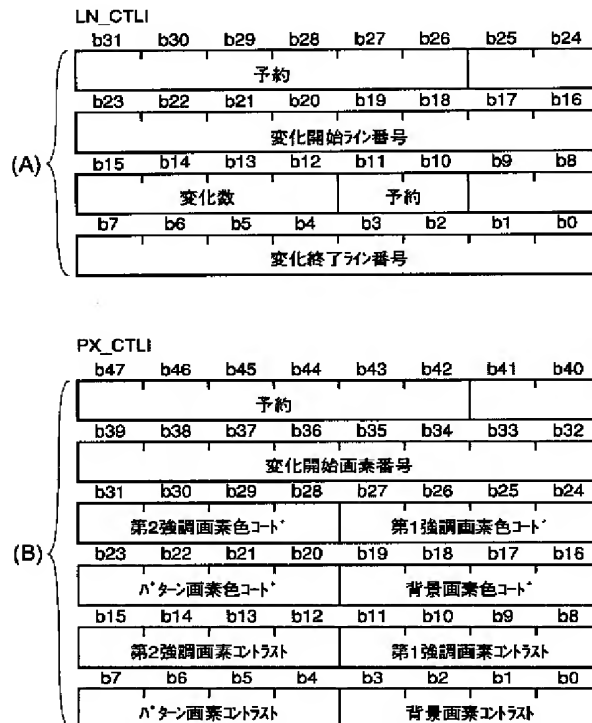 LN_CTLI
b31 b30 b29 b28 b27 b26 b25 b24
予約
b23 b22 b21 b20 b19 b18 b17 b16
変化開始ライン番号
(A)
b15 b14 b13 b12 b11 b10 b9 b8
変化数 予約
b7 b6 b5 b4 b3 b2 b1 b0
変化終了ライン番号
PX_CTLI
b47 b46 b45 b44 b43 b42 b41 b40
予約
b39 b38 b37 b36 b35 b34 b33 b32
変化開始画素番号
b31 b30 b29 b28 b27 b26 b25 b24
第2強調画素色コード 第1強調画素色コード
(B)
b23 b22 b21 b20 b19 b18 b17 b16
パターン画素色コード 背景画素色コード
b15 b14 b13 b12 b11 b10 b9 b8
第2強調画素コントラスト 第1強調画素コントラスト
b7 b6 b5 b4 b3 b2 b1 b0
パターン画素コントラスト 背景画素コントラスト